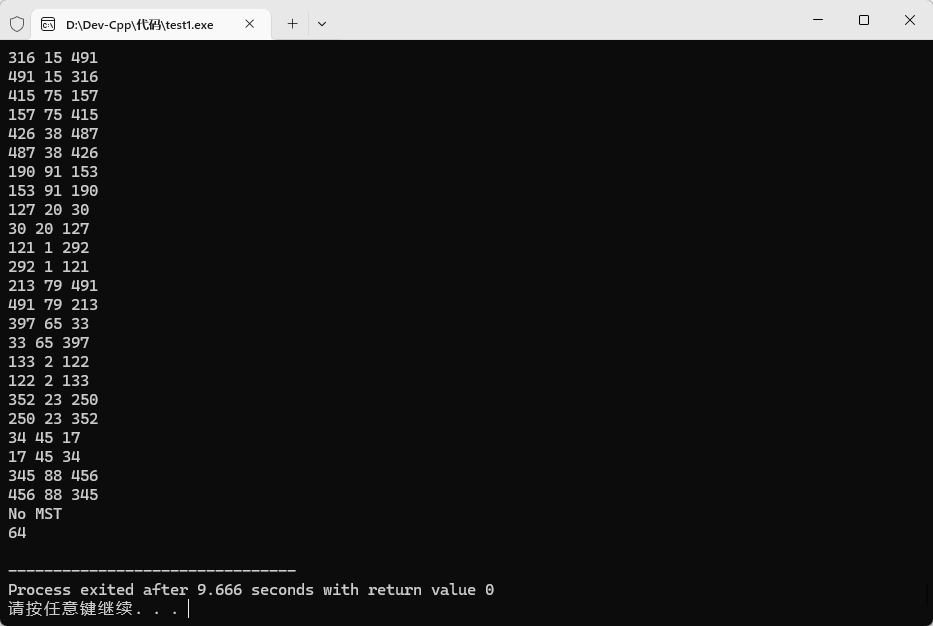 D:\Dev-Cpp\代码\test1.exe
316 15 491
491 15 316
415 75 157
157 75 415
426 38 487
487 38 426
190 91 153
153 91 190
127 20 30
30 20 127
121 1 292
292 1 121
213 79 491
491 79 213
397 65 33
33 65 397
133 2 122
122 2 133
352 23 250
250 23 352
34 45 17
17 45 34
345 88 456
456 88 345
No MST
64
--------------------------------
Process exited after 9.666 seconds with return value 0
请按任意键继续. . .